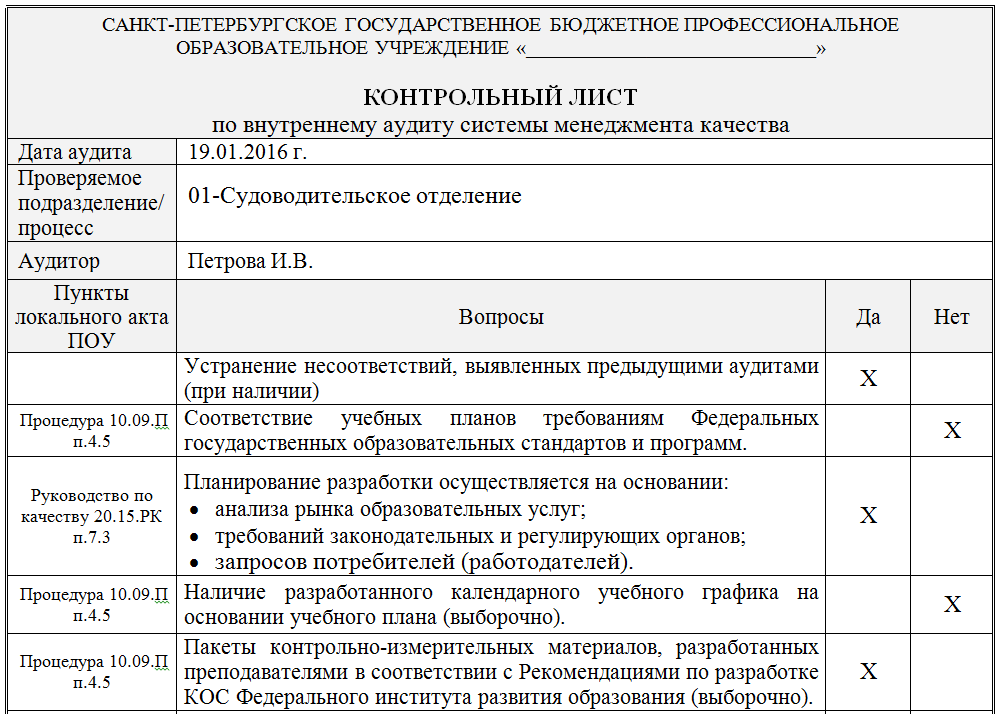 САНКТ-ПЕТЕРБУРГСКОЕ ГОСУДАРСТВЕННОЕ БЮДЖЕТНОЕ ПРОФЕССИОНАЛЬНОЕ
ОБРАЗОВАТЕЛЬНОЕ УЧРЕЖДЕНИЕ «_____________________________»
КОНТРОЛЬНЫЙ ЛИСТ
по внутреннему аудиту системы менеджмента качества
Дата аудита 19.01.2016 г.
Проверяемое
подразделение/
процесс
01-Судоводительское отделение
Аудитор Петрова И.В.
Пункты
локального акта
ПОУ
Вопросы Да Нет
Устранение несоответствий, выявленных предыдущими аудитами
(при наличии)
X
Процедура 10.09.П
п.4.5
Соответствие учебных планов требованиям Федеральных
государственных образовательных стандартов и программ.
X
Руководство по
качеству 20.15.РК
п.7.3
Планирование разработки осуществляется на основании:
• анализа рынка образовательных услуг;
• требований законодательных и регулирующих органов;
• запросов потребителей (работодателей).
X
Процедура 10.09.П
п.4.5
Наличие разработанного календарного учебного графика на
основании учебного плана (выборочно).
X
Процедура 10.09.П
п.4.5
Пакеты контрольно-измерительных материалов, разработанных
преподавателями в соответствии с Рекомендациями по разработке
КОС Федерального института развития образования (выборочно).
X